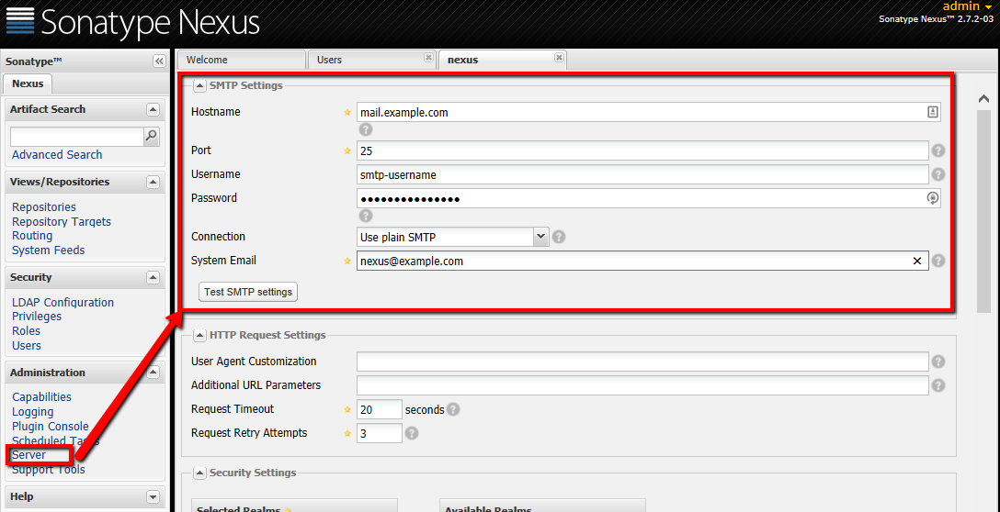 admin
Sonatype Nexus
Sonatype Nexus™ 2.7.2-03
Sonatype™
Welcome
Users
nexus
Nexus
SMTP Settings
Artifact Search
Hostname
mail.example.com
Port
25
Advanced Search
Username
smtp-username
Views/Repositories
Password
Repositories
Repository Targets
Routing
Connection
Use plain SMTP
System Feeds
System Email
nexus@example.com
Security
Test SMTP settings
LDAP Configuration
Privileges
Roles
HTTP Request Settings
Users
User Agent Customization
Administration
Additional URL Parameters
Capabilities
Logging
Request Timeout
20 seconds
Plugin Console
Request Retry Attempts
3
Scheduled Tasks
Server
Support Tools
Security Settings
Help
Selected Realms
Available Realms